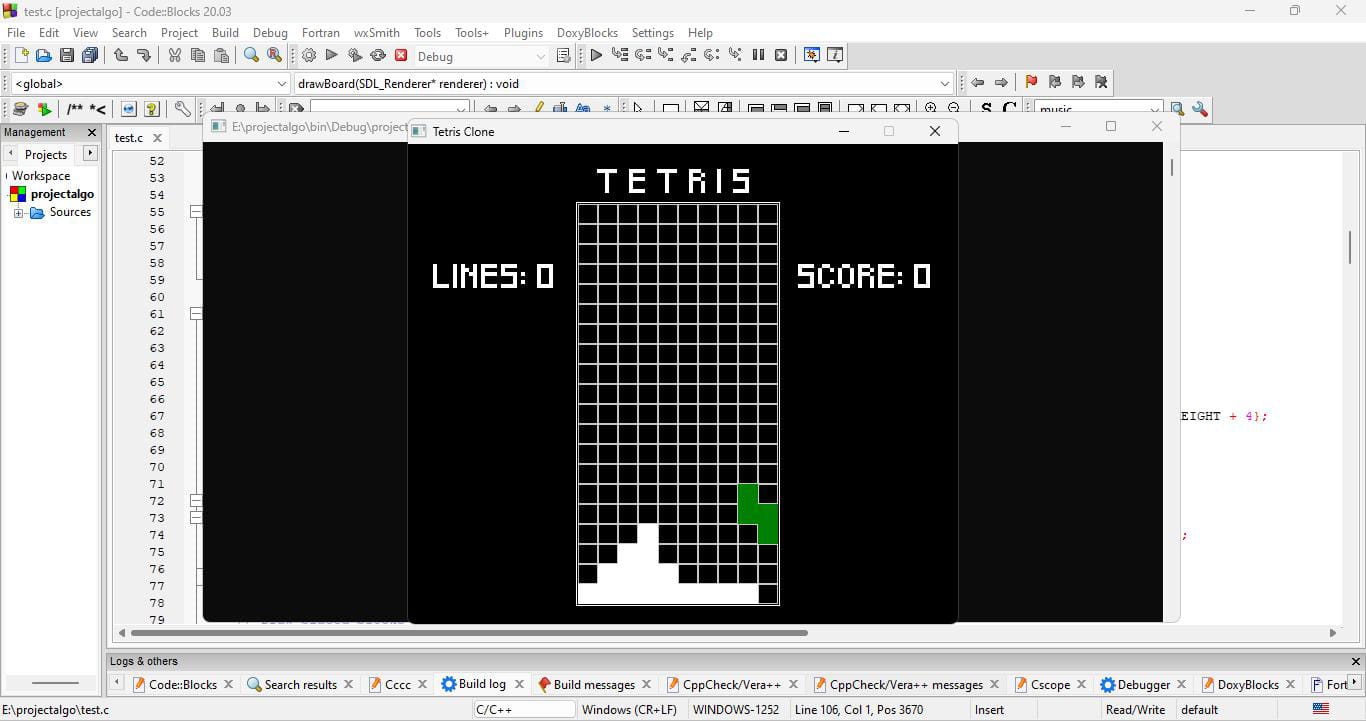 test.c [projectalgo] - Code::Blocks 20.03
File Edit View Search Project Build Debug Fortran wxSmith Tools Tools+ Plugins DoxyBlocks Settings Help
Debug
<global> drawBoard(SDL_Renderer* renderer) : void
/** *< S C music
Management test.c E:\projectalgo\bin\Debug\project Tetris Clone
Projects
Workspace
projectalgo
Sources
TETRIS
LINES: 0 SCORE: 0
52
53
54
55
56
57
58
59
60
61
62
63
64
65
66
67 EIGHT + 4};
68
69
70
71
72
73
74 ;
75
76
77
78
79
Logs & others
Code::Blocks Search results Cccc Build log Build messages CppCheck/Vera++ CppCheck/Vera++ messages Cscope Debugger DoxyBlocks
E:\projectalgo\test.c C/C++ Windows (CR+LF) WINDOWS-1252 Line 106, Col 1, Pos 3670 Insert Read/Write default